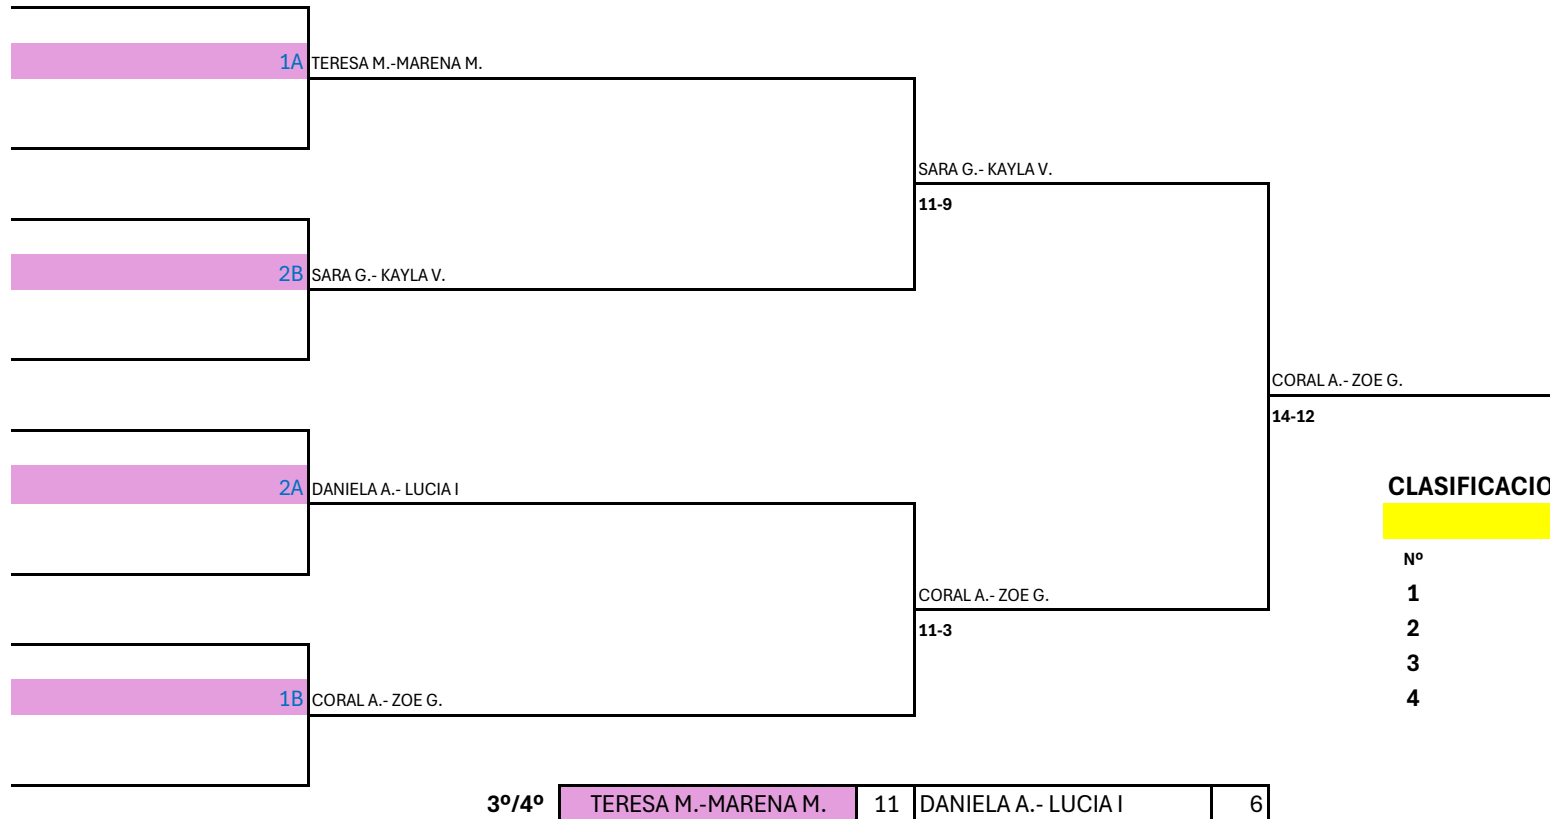 1A TERESA M.-MARENA M.
SARA G.- KAYLA V.
11-9
2B SARA G.- KAYLA V.
CORAL A.- ZOE G.
14-12
2A DANIELA A.- LUCIA I
CLASIFICACIO
Nº
1
CORAL A.- ZOE G.
11-3
2
3
4
1B CORAL A.- ZOE G.
3º/4º TERESA M.-MARENA M. 11 DANIELA A.- LUCIA I 6